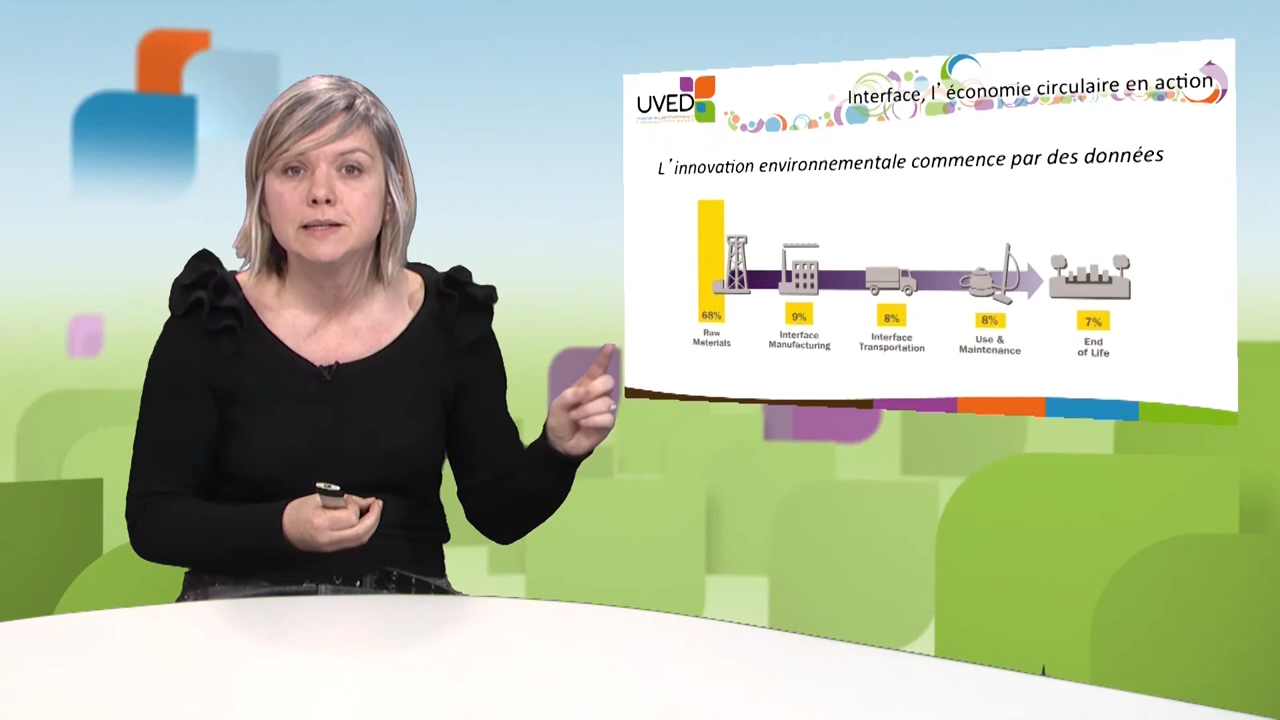 UVED
Interface, l'économie circulaire en action
L'innovation environnementale commence par des données
68%
9%
8%
8%
7%
Raw
Materials
Interface
Manufacturing
Interface
Transportation
Use &
Maintenance
End
of Life